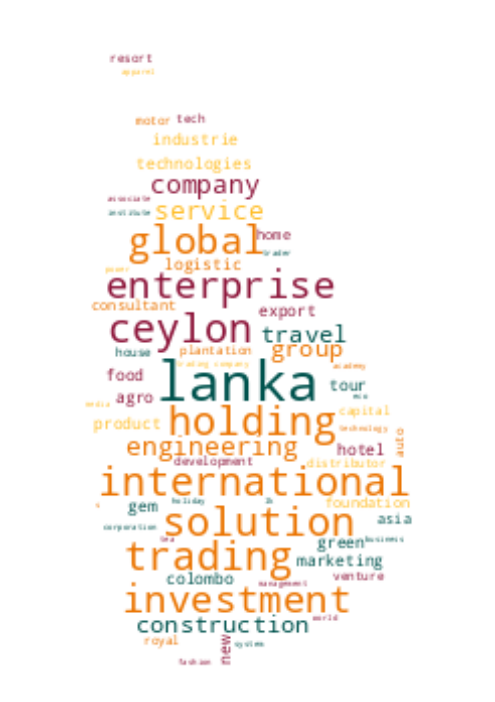 resort
apparel
motor tech
industrie
technologies
company
associate
institute service
global home
trader
logistic
power
enterprise
consultant
export
ceylon travel
house plantation group
trading company academy
lanka
food tour
agro eco
media holding capital
product technology
auto
engineering hotel
development distributor
international
holiday lk foundation
gem
solution asia
corporation
trading green business
tea
marketing
colombo venture
management
investment
construction world
royal new system
fashion